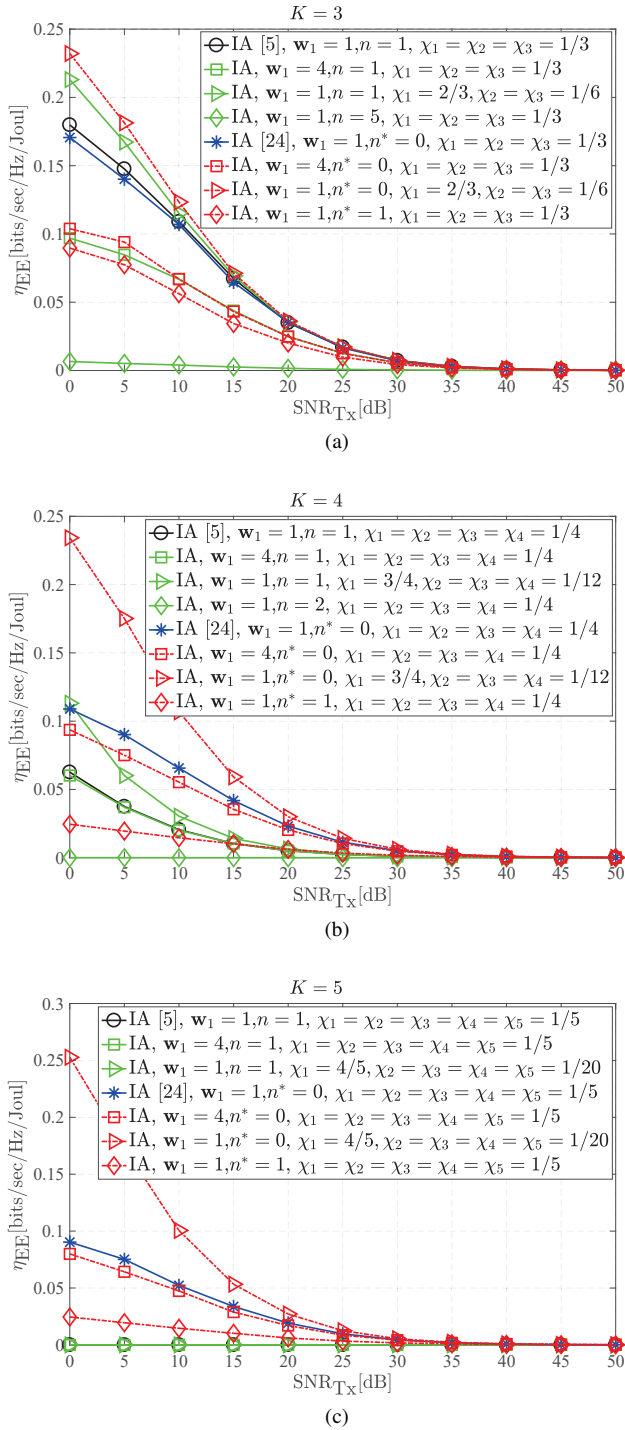 K = 3
0.25
0.2
0.15
0.1
0.05
0
η_EE[bits/sec/Hz/Joul]
IA [5], w₁ = 1,n = 1, χ₁ = χ₂ = χ₃ = 1/3
IA, w₁ = 4,n = 1, χ₁ = χ₂ = χ₃ = 1/3
IA, w₁ = 1,n = 1, χ₁ = 2/3, χ₂ = χ₃ = 1/6
IA, w₁ = 1,n = 5, χ₁ = χ₂ = χ₃ = 1/3
IA [24], w₁ = 1,n* = 0, χ₁ = χ₂ = χ₃ = 1/3
IA, w₁ = 4,n* = 0, χ₁ = χ₂ = χ₃ = 1/3
IA, w₁ = 1,n* = 0, χ₁ = 2/3, χ₂ = χ₃ = 1/6
IA, w₁ = 1,n* = 1, χ₁ = χ₂ = χ₃ = 1/3
0 5 10 15 20 25 30 35 40 45 50
SNR_Tx[dB]
(a)
K = 4
0.25
0.2
0.15
0.1
0.05
0
η_EE[bits/sec/Hz/Joul]
IA [5], w₁ = 1,n = 1, χ₁ = χ₂ = χ₃ = χ₄ = 1/4
IA, w₁ = 4,n = 1, χ₁ = χ₂ = χ₃ = χ₄ = 1/4
IA, w₁ = 1,n = 1, χ₁ = 3/4, χ₂ = χ₃ = χ₄ = 1/12
IA, w₁ = 1,n = 2, χ₁ = χ₂ = χ₃ = χ₄ = 1/4
IA [24], w₁ = 1,n* = 0, χ₁ = χ₂ = χ₃ = χ₄ = 1/4
IA, w₁ = 4,n* = 0, χ₁ = χ₂ = χ₃ = χ₄ = 1/4
IA, w₁ = 1,n* = 0, χ₁ = 3/4, χ₂ = χ₃ = χ₄ = 1/12
IA, w₁ = 1,n* = 1, χ₁ = χ₂ = χ₃ = χ₄ = 1/4
0 5 10 15 20 25 30 35 40 45 50
SNR_Tx[dB]
(b)
K = 5
0.3
0.25
0.2
0.15
0.1
0.05
0
η_EE[bits/sec/Hz/Joul]
IA [5], w₁ = 1,n = 1, χ₁ = χ₂ = χ₃ = χ₄ = χ₅ = 1/5
IA, w₁ = 4,n = 1, χ₁ = χ₂ = χ₃ = χ₄ = χ₅ = 1/5
IA, w₁ = 1,n = 1, χ₁ = 4/5, χ₂ = χ₃ = χ₄ = χ₅ = 1/20
IA [24], w₁ = 1,n* = 0, χ₁ = χ₂ = χ₃ = χ₄ = χ₅ = 1/5
IA, w₁ = 4,n* = 0, χ₁ = χ₂ = χ₃ = χ₄ = χ₅ = 1/5
IA, w₁ = 1,n* = 0, χ₁ = 4/5, χ₂ = χ₃ = χ₄ = χ₅ = 1/20
IA, w₁ = 1,n* = 1, χ₁ = χ₂ = χ₃ = χ₄ = χ₅ = 1/5
0 5 10 15 20 25 30 35 40 45 50
SNR_Tx[dB]
(c)